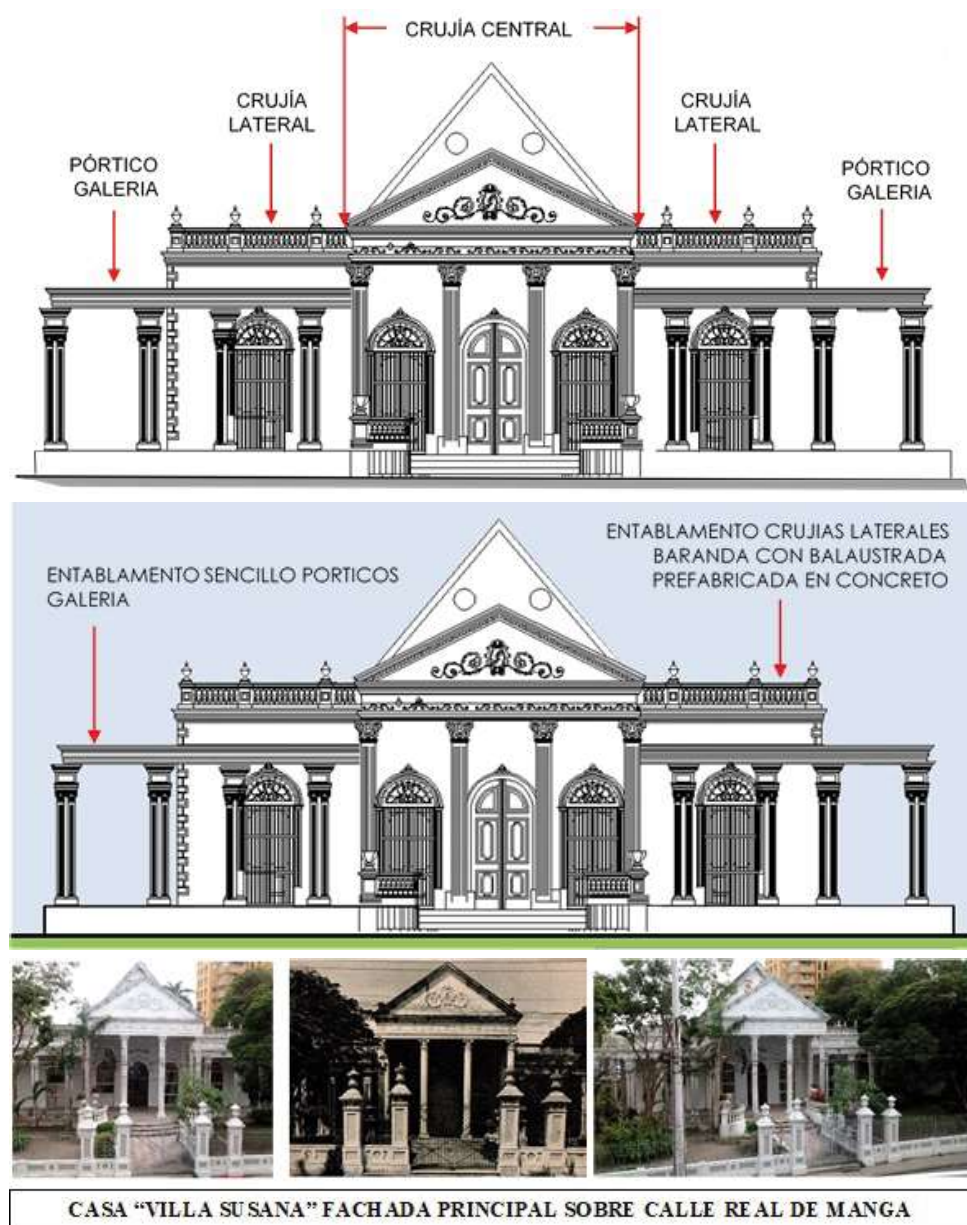 CRUJÍA CENTRAL
CRUJÍA
LATERAL
CRUJÍA
LATERAL
PÓRTICO
GALERIA
PÓRTICO
GALERIA
ENTABLAMENTO SENCILLO PORTICOS
GALERIA
ENTABLAMENTO CRUJIAS LATERALES
BARANDA CON BALAUSTRADA
PREFABRICADA EN CONCRETO
CASA “VILLA SUSANA” FACHADA PRINCIPAL SOBRE CALLE REAL DE MANGA